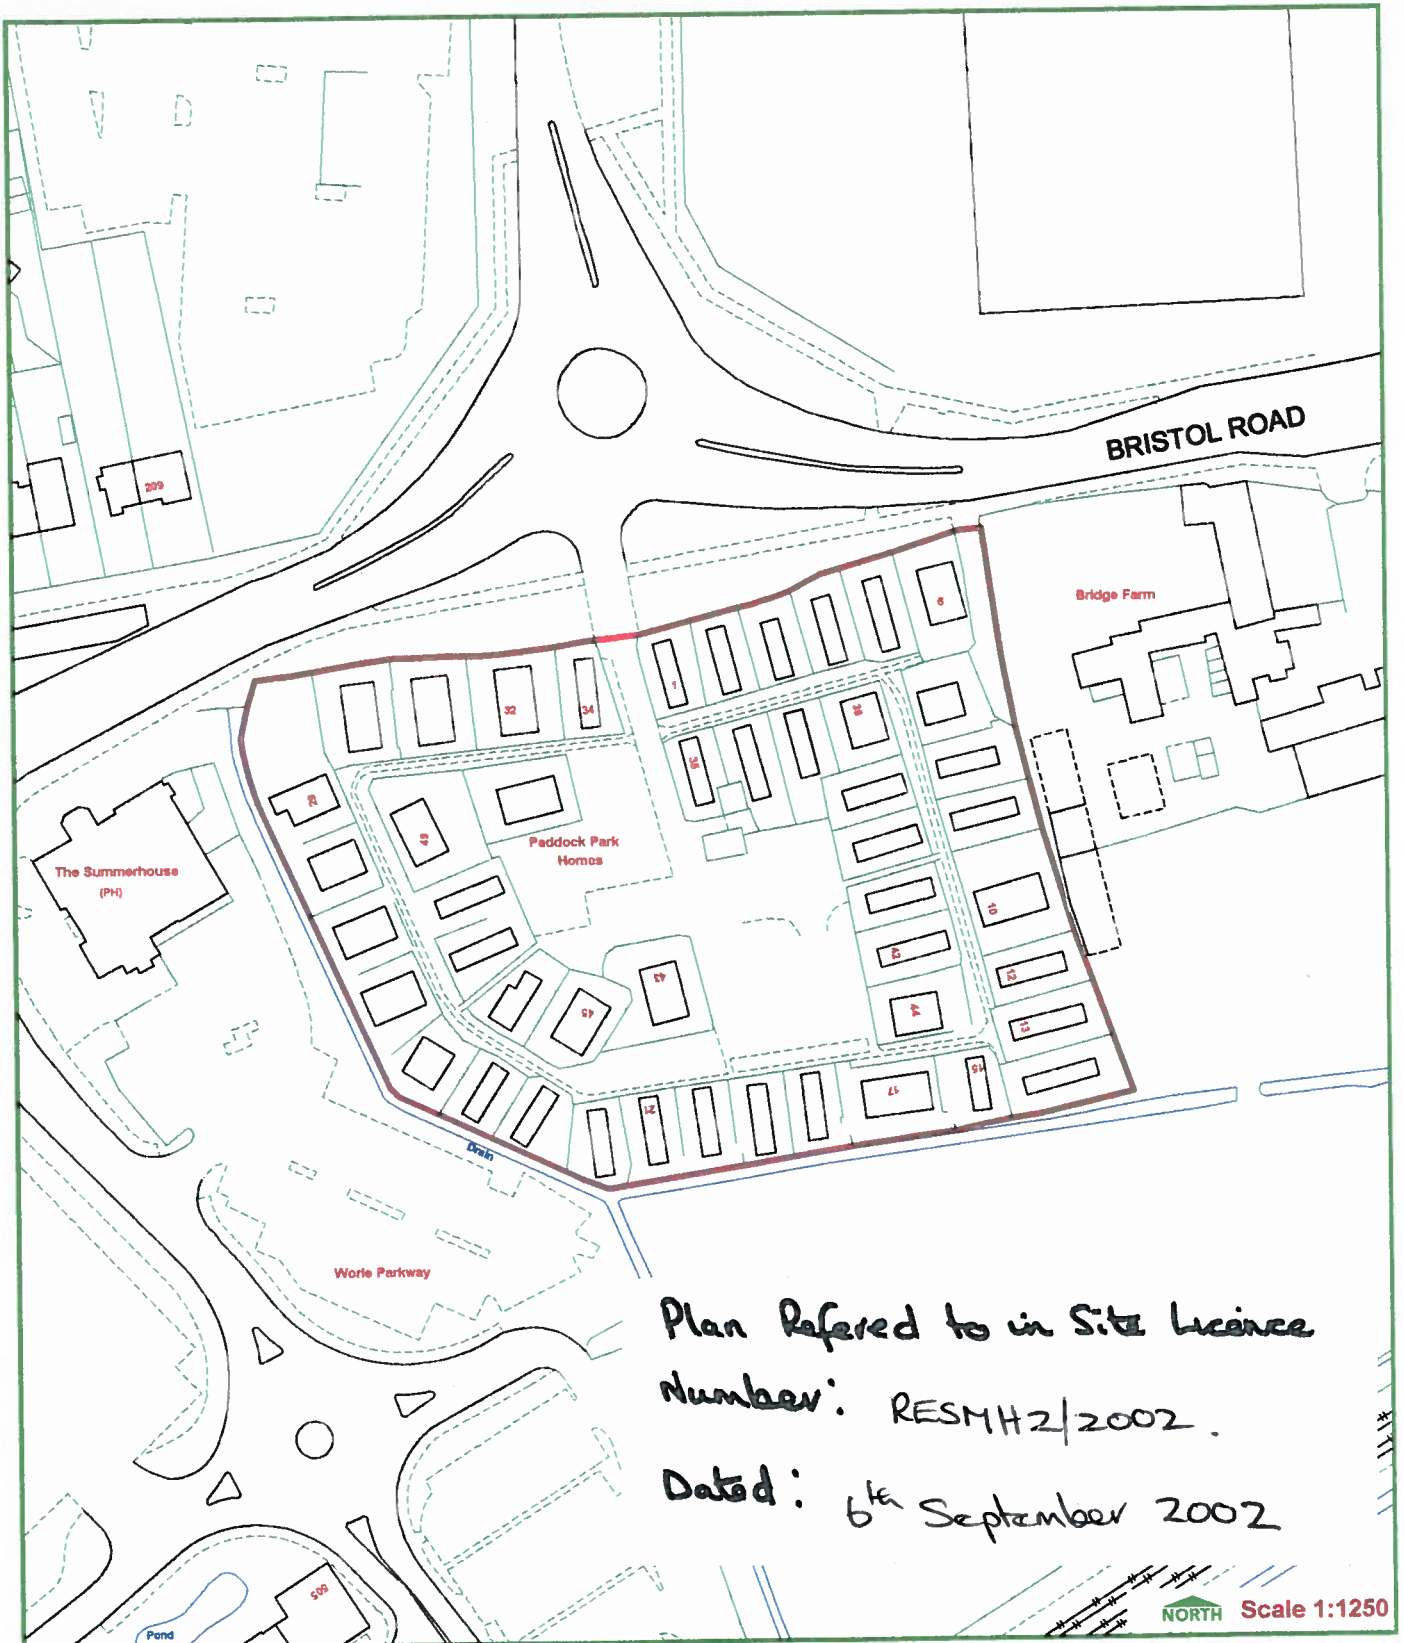 209
BRISTOL ROAD
Bridge Farm
6
1
32
34
36
38
52
49
Paddock Park
Homes
The Summerhouse
(PH)
10
42
12
43
45
44
13
15
17
21
Drain
Worle Parkway
Plan Refered to in Site Licence
Number: RESMH2/2002.
Dated: 6th September 2002
505
Pond
NORTH Scale 1:1250